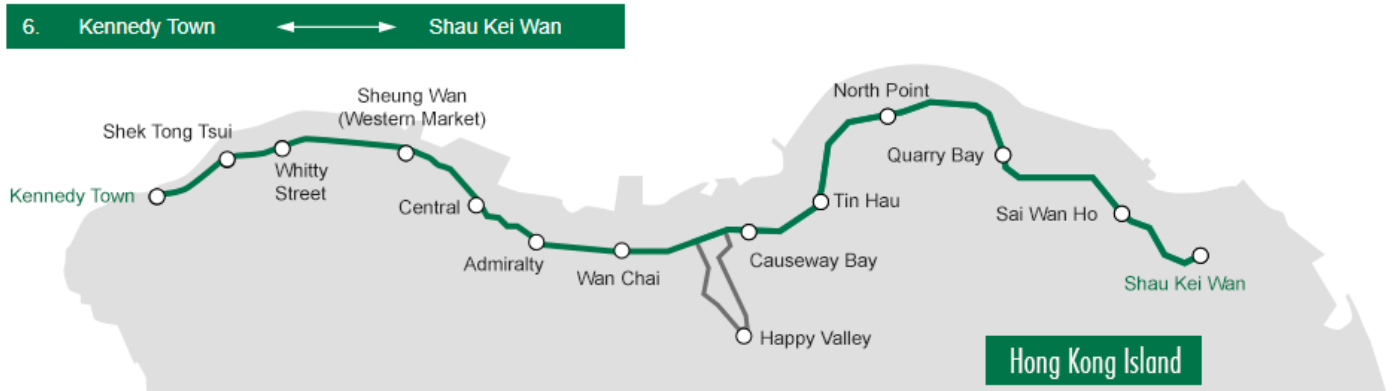 6. Kennedy Town Shau Kei Wan
North Point
Sheung Wan
(Western Market)
Shek Tong Tsui
Quarry Bay
Whitty
Street
Kennedy Town
Tin Hau
Central
Sai Wan Ho
Admiralty
Causeway Bay
Wan Chai
Shau Kei Wan
Happy Valley
Hong Kong Island